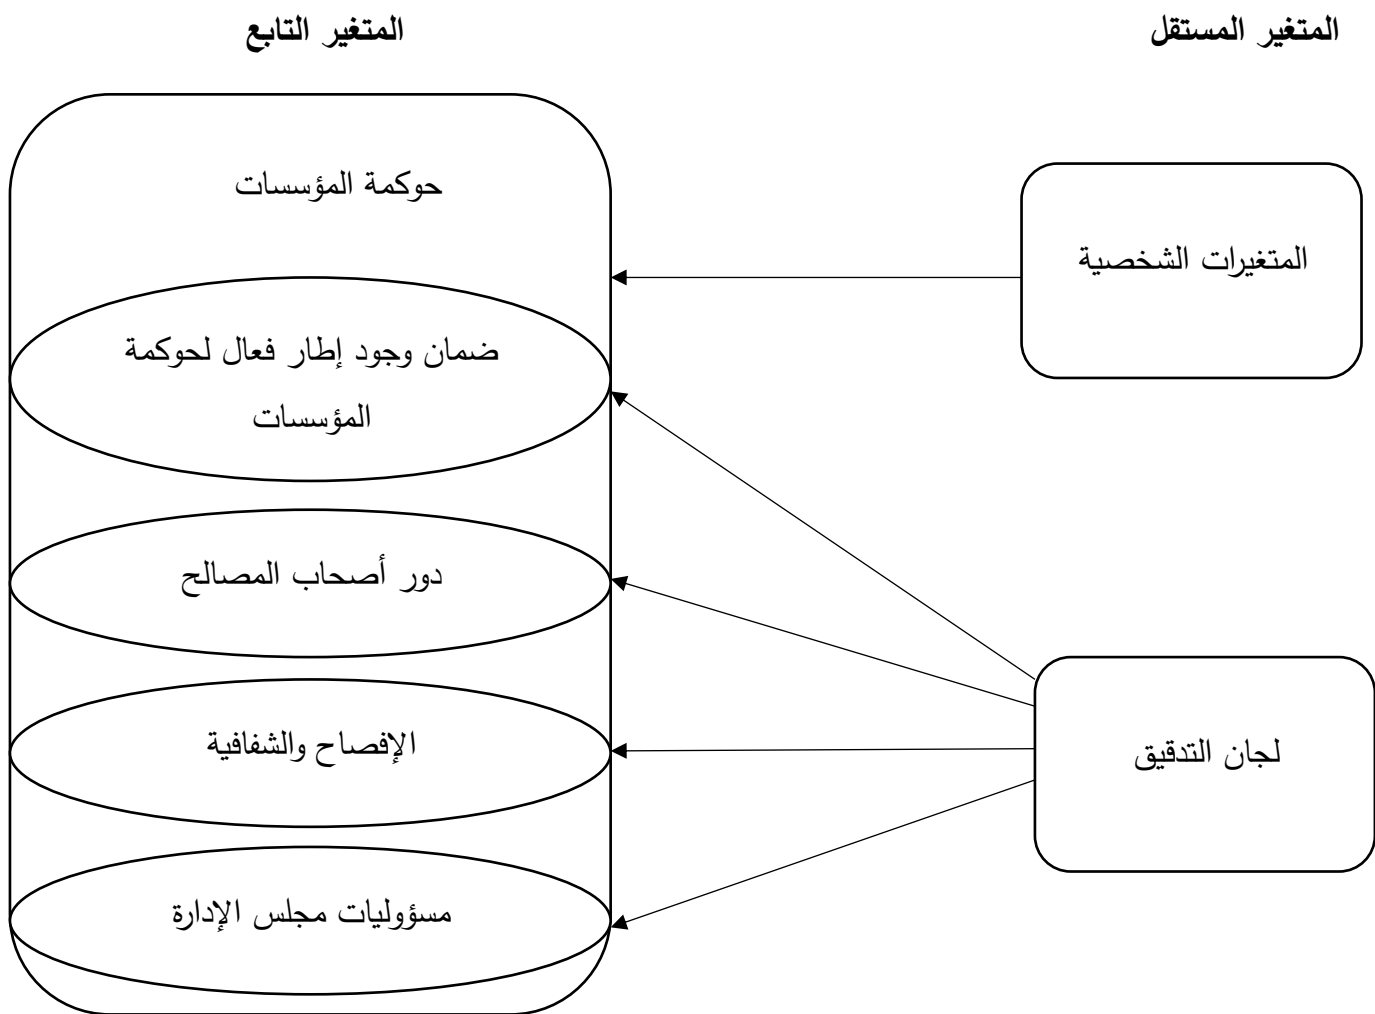 المتغير المستقل
المتغير التابع
حوكمة المؤسسات
المتغيرات الشخصية
ضمان وجود إطار فعال لحوكمة
المؤسسات
دور أصحاب المصالح
الإفصاح والشفافية
لجان التدقيق
مسؤوليات مجلس الإدارة